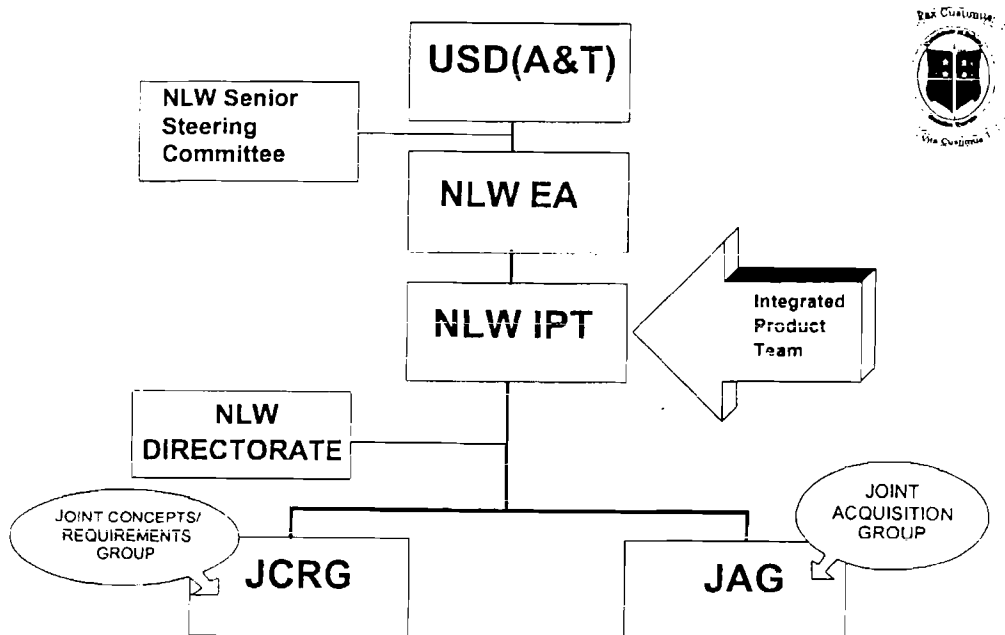 USD(A&T)
NLW Senior
Steering
Committee
NLW EA
NLW IPT
Integrated
Product
Team
NLW
DIRECTORATE
JOINT CONCEPTS/
REQUIREMENTS
GROUP
JCRG
JOINT
ACQUISITION
GROUP
JAG